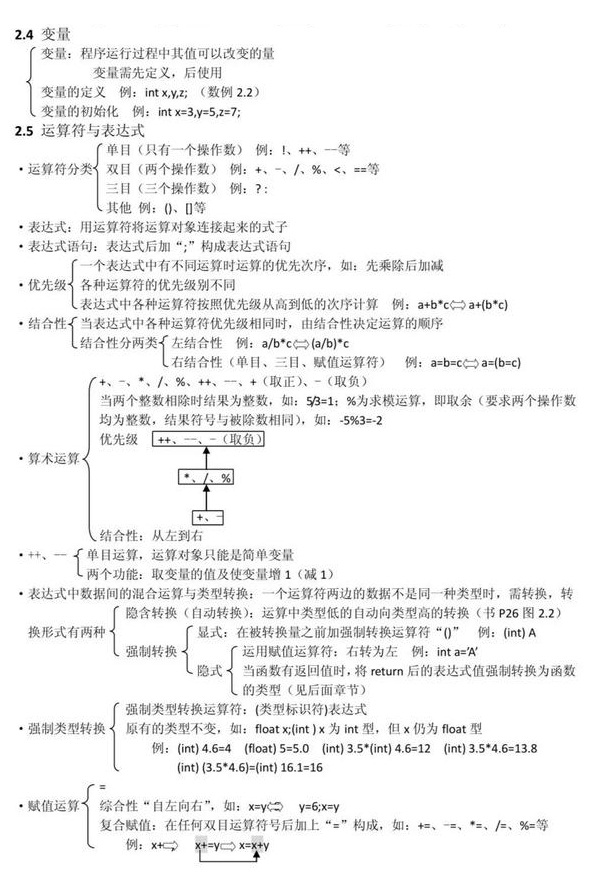 2.4 变量
变量：程序运行过程中其值可以改变的量
变量需先定义，后使用
变量的定义 例：int x,y,z; （数例 2.2）
变量的初始化 例：int x=3,y=5,z=7;
2.5 运算符与表达式
·运算符分类
单目（只有一个操作数） 例：!、++、--等
双目（两个操作数） 例：+、-、/、%、<、==等
三目（三个操作数） 例：? :
其他 例：()、[]等
·表达式：用运算符将运算对象连接起来的式子
·表达式语句：表达式后加“;”构成表达式语句
·优先级
一个表达式中有不同运算时运算的优先次序，如：先乘除后加减
各种运算符的优先级别不同
表达式中各种运算符按照优先级从高到低的次序计算 例：a+b*c⇔a+(b*c)
·结合性
当表达式中各种运算符优先级相同时，由结合性决定运算的顺序
结合性分两类
左结合性 例：a/b*c⇔(a/b)*c
右结合性（单目、三目、赋值运算符） 例：a=b=c⇔a=(b=c)
·算术运算
+、-、*、/、%、++、--、+（取正）、-（取负）
当两个整数相除时结果为整数，如：5/3=1；%为求模运算，即取余（要求两个操作数
均为整数，结果符号与被除数相同），如：-5%3=-2
优先级 ++、--、-（取负）
*、/、%
+、-
结合性：从左到右
·++、--
单目运算，运算对象只能是简单变量
两个功能：取变量的值及使变量增 1（减 1）
·表达式中数据间的混合运算与类型转换：一个运算符两边的数据不是同一种类型时，需转换，转
换形式有两种
隐含转换（自动转换）：运算中类型低的自动向类型高的转换（书 P26 图 2.2）
强制转换
显式：在被转换量之前加强制转换运算符“()” 例：(int) A
隐式
运用赋值运算符：右转为左 例：int a='A'
当函数有返回值时，将 return 后的表达式值强制转换为函数
的类型（见后面章节）
·强制类型转换
强制类型转换运算符：(类型标识符)表达式
原有的类型不变，如：float x;(int ) x 为 int 型，但 x 仍为 float 型
例：(int) 4.6=4 (float) 5=5.0 (int) 3.5*(int) 4.6=12 (int) 3.5*4.6=13.8
(int) (3.5*4.6)=(int) 16.1=16
·赋值运算
=
综合性“自左向右”，如：x=y⇔ y=6;x=y
复合赋值：在任何双目运算符号后加上“=”构成，如：+=、-=、*=、/=、%=等
例：x+⇒ x+=y⇒x=x+y